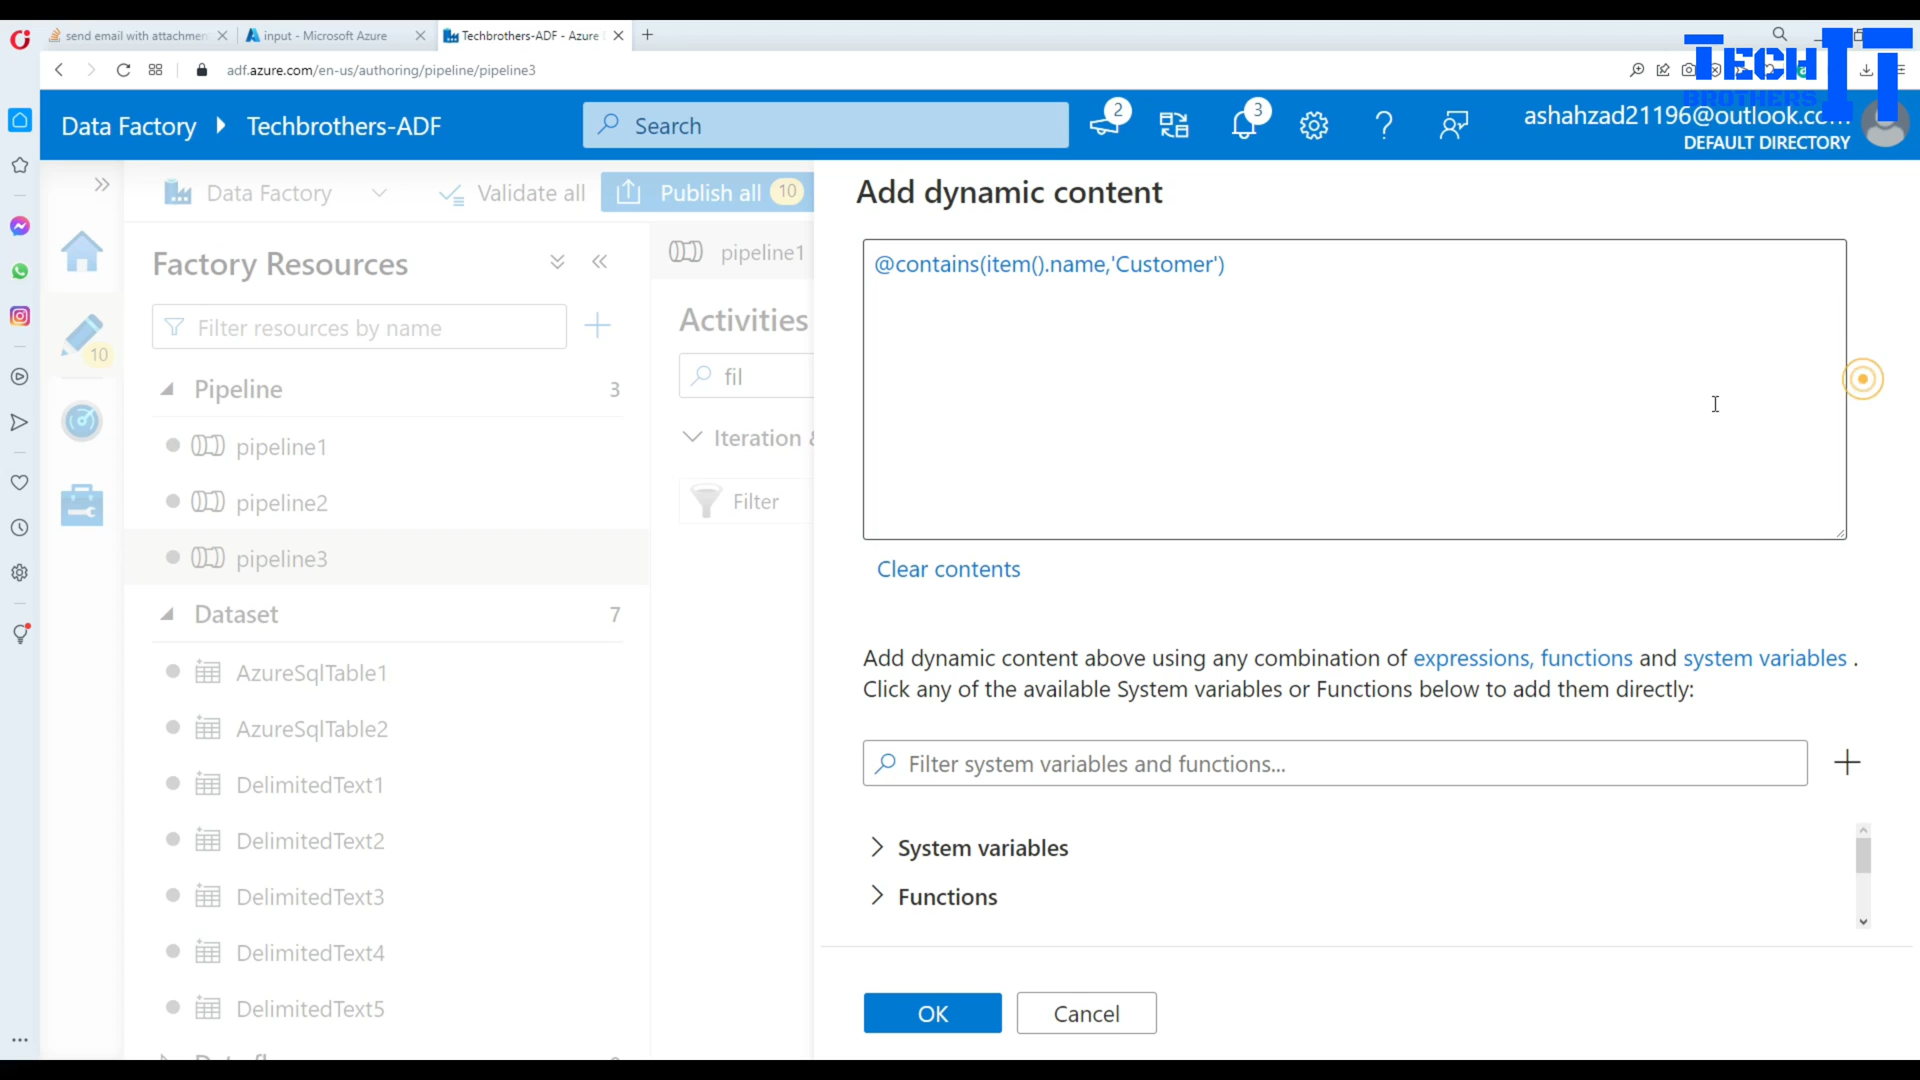 send email with attachmen
input - Microsoft Azure
Techbrothers-ADF - Azure
adf.azure.com/en-us/authoring/pipeline/pipeline3
TECH IT
BROTHERS
Data Factory
Techbrothers-ADF
Search
2
3
ashahzad21196@outlook.co...
DEFAULT DIRECTORY
Data Factory
Validate all
Publish all
10
Factory Resources
Filter resources by name
10
Pipeline
3
pipeline1
pipeline2
pipeline3
Dataset
7
AzureSqlTable1
AzureSqlTable2
DelimitedText1
DelimitedText2
DelimitedText3
DelimitedText4
DelimitedText5
pipeline1
Activities
fil
Iteration &
Filter
Add dynamic content
@contains(item().name,'Customer')
Clear contents
Add dynamic content above using any combination of expressions, functions and system variables .
Click any of the available System variables or Functions below to add them directly:
Filter system variables and functions...
System variables
Functions
OK
Cancel